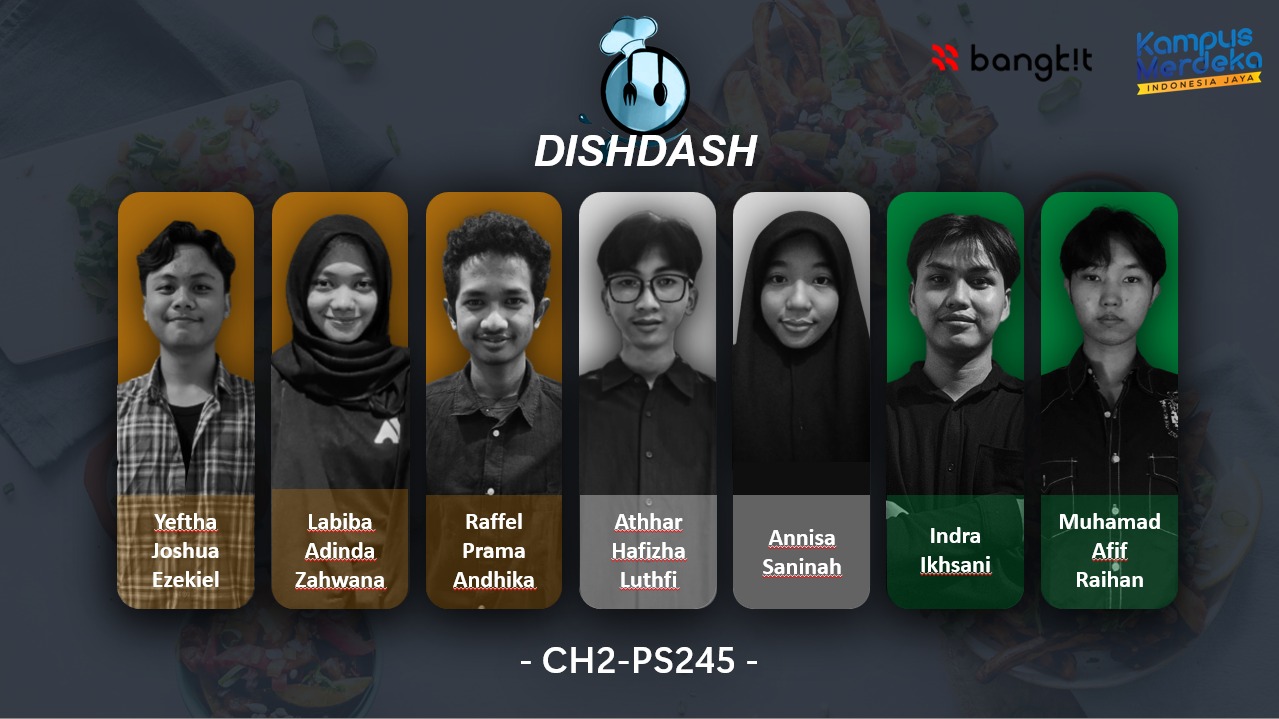 bangk!t
Kampus
Merdeka
INDONESIA JAYA
DISHDASH
Yeftha
Joshua
Ezekiel
Labiba
Adinda
Zahwana
Raffel
Prama
Andhika
Athhar
Hafizha
Luthfi
Annisa
Saninah
Indra
Ikhsani
Muhamad
Afif
Raihan
- CH2-PS245 -